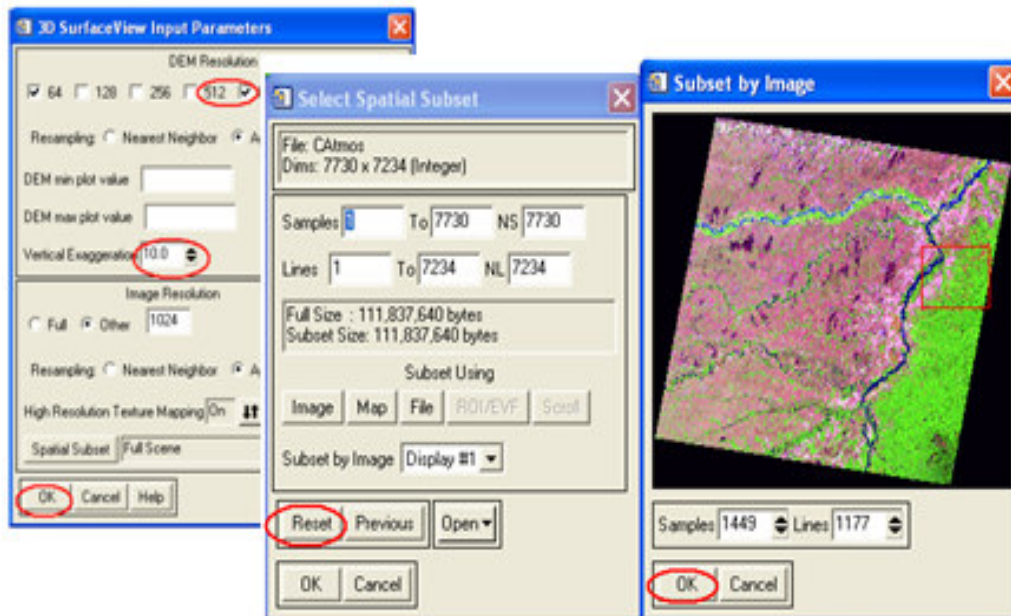 3D SurfaceView Input Parameters
DEM Resolution
64 128 256 512
Resampling: Nearest Neighbor
DEM min plot value
DEM max plot value
Vertical Exaggeration 10.0
Image Resolution
Full Other 1024
Resampling: Nearest Neighbor
High Resolution Texture Mapping On
Spatial Subset Full Scene
OK Cancel Help
Select Spatial Subset
File: CAtmos
Dims: 7730 x 7234 (Integer)
Samples 1 To 7730 NS 7730
Lines 1 To 7234 NL 7234
Full Size : 111,837,640 bytes
Subset Size: 111,837,640 bytes
Subset Using
Image Map File ROI/EVF Scroll
Subset by Image Display #1
Reset Previous Open
OK Cancel
Subset by Image
Samples 1449 Lines 1177
OK Cancel